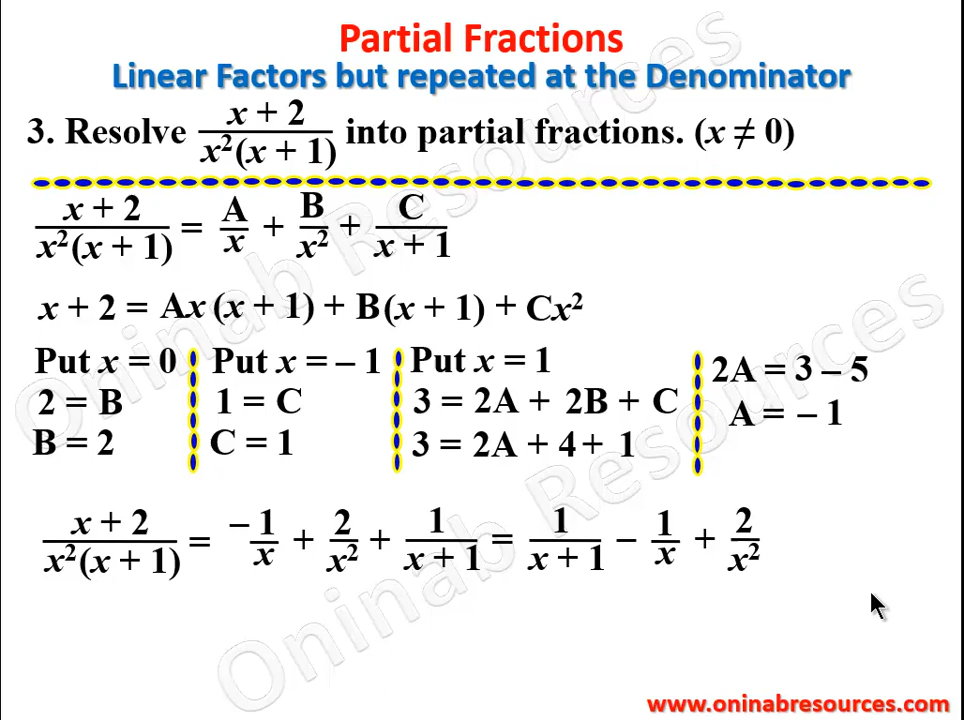 Partial Fractions
Linear Factors but repeated at the Denominator
3. Resolve (x + 2)/(x²(x + 1)) into partial fractions. (x ≠ 0)
(x + 2)/(x²(x + 1)) = A/x + B/x² + C/(x + 1)
x + 2 = Ax (x + 1) + B(x + 1) + Cx²
Put x = 0
2 = B
B = 2
Put x = – 1
1 = C
C = 1
Put x = 1
3 = 2A + 2B + C
3 = 2A + 4 + 1
2A = 3 – 5
A = – 1
(x + 2)/(x²(x + 1)) = – 1/x + 2/x² + 1/(x + 1) = 1/(x + 1) – 1/x + 2/x²
Oninab Resources
Oninab Resources
www.oninabresources.com